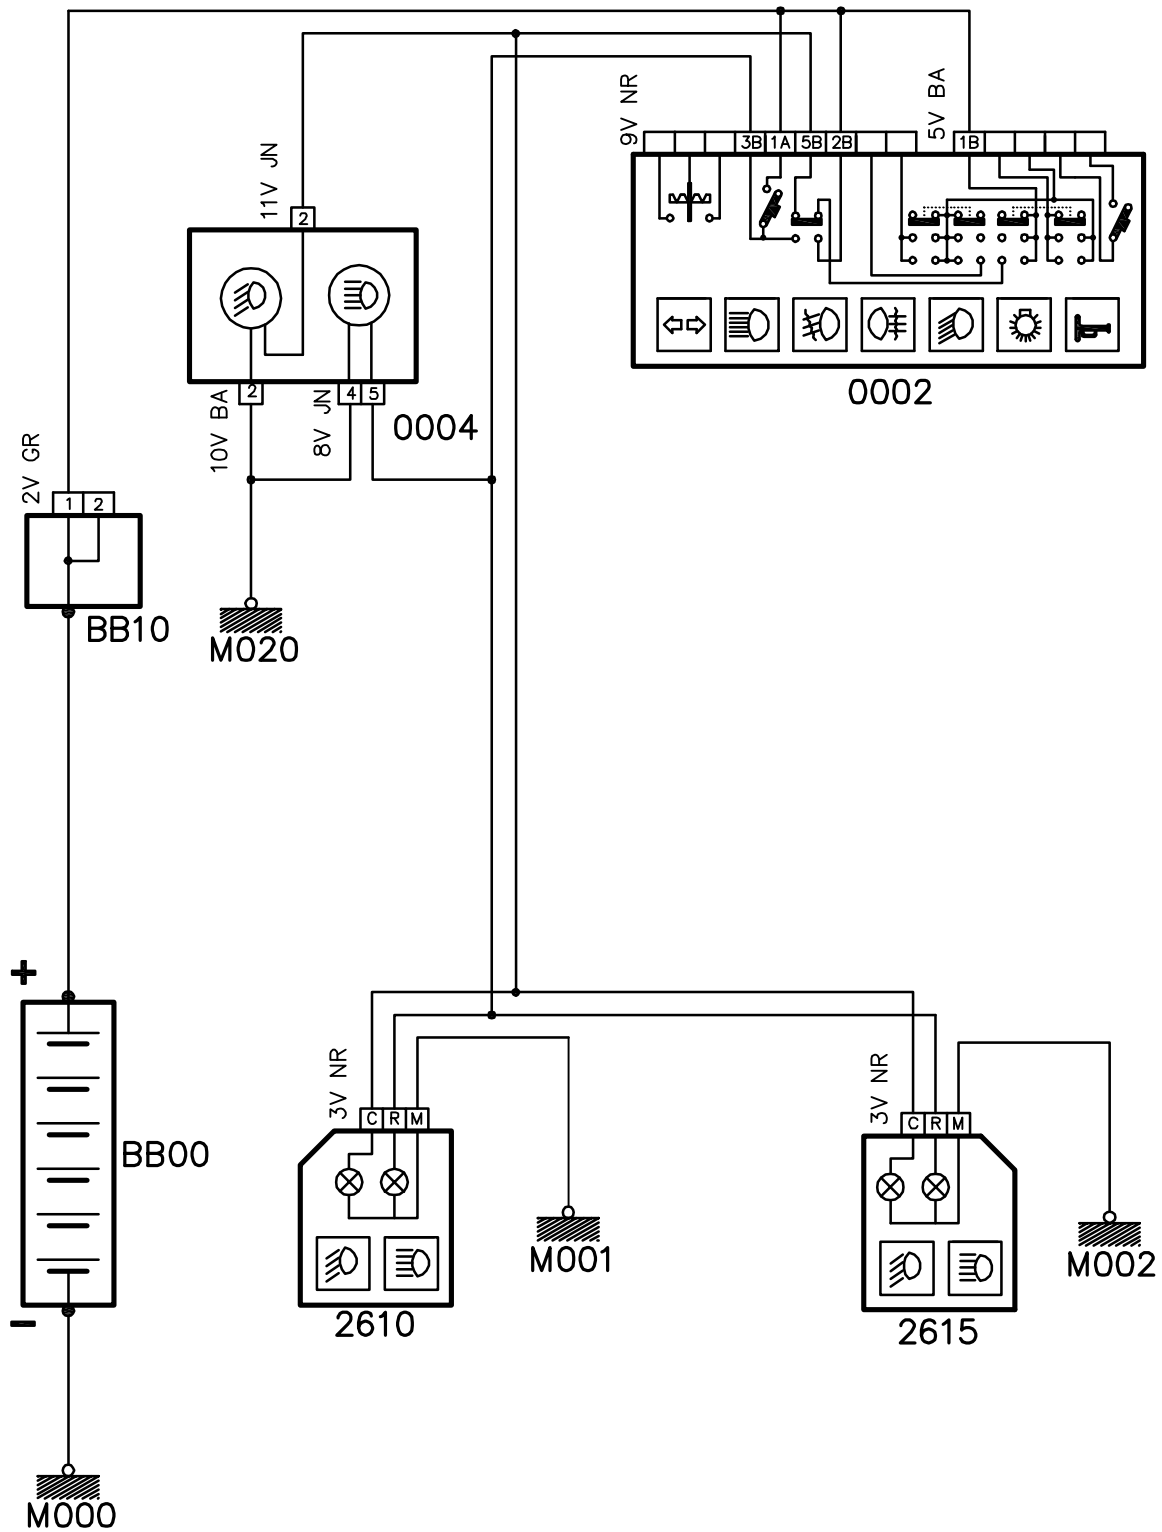 9V NR
5V BA
3B 1A 5B 2B 1B
11V JN
2
0002
10V BA
2
8V JN
4 5
0004
2V GR
1 2
BB10
M020
+
3V NR
C R M
3V NR
C R M
BB00
M001
M002
-
2610
2615
M000